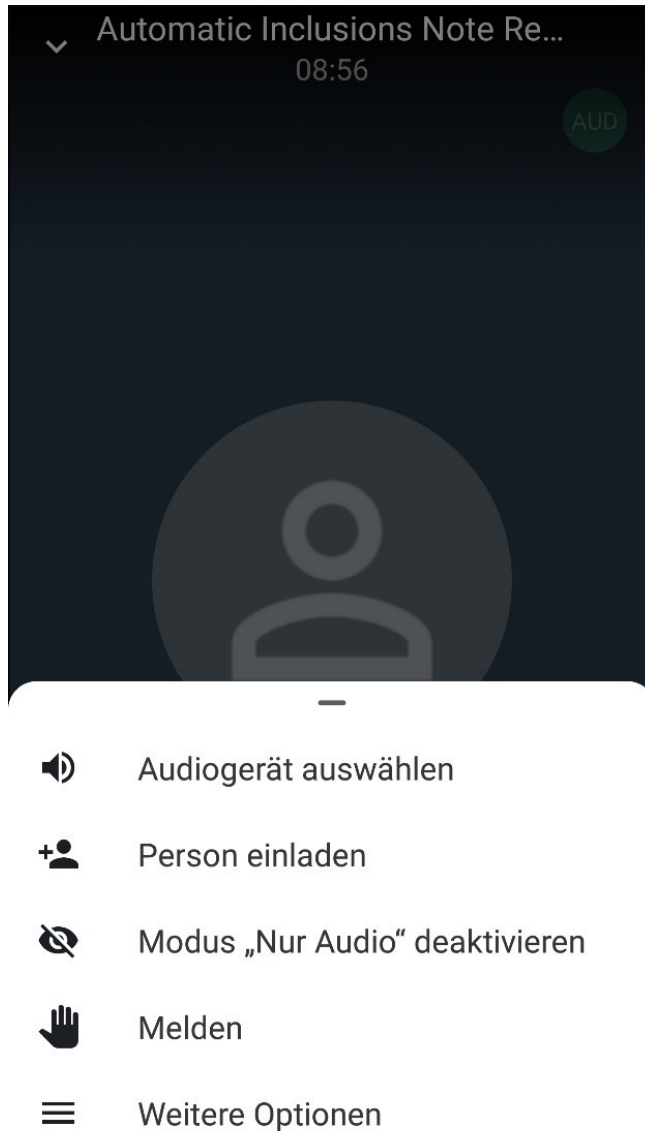 Automatic Inclusions Note Re...
08:56
AUD
Audiogerät auswählen
Person einladen
Modus „Nur Audio“ deaktivieren
Melden
Weitere Optionen